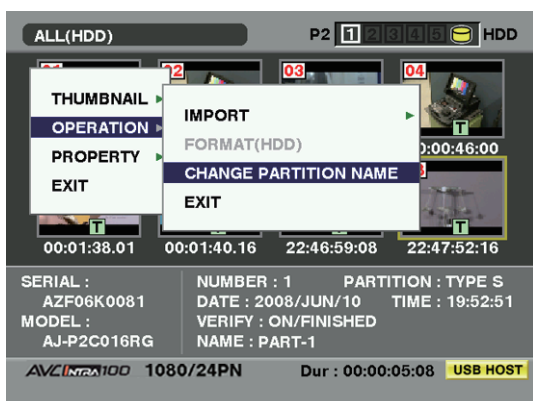 ALL(HDD)
P2 1 2 3 4 5 HDD
02 03 04
THUMBNAIL
OPERATION
PROPERTY
EXIT
IMPORT
FORMAT(HDD)
CHANGE PARTITION NAME
EXIT
T
0:00:46:00
T T
00:01:38.01 00:01:40.16 22:46:59:08 22:47:52:16
SERIAL :
AZF06K0081
MODEL :
AJ-P2C016RG
NUMBER : 1 PARTITION : TYPE S
DATE : 2008/JUN/10 TIME : 19:52:51
VERIFY : ON/FINISHED
NAME : PART-1
AVC INTRA 100 1080/24PN Dur : 00:00:05:08 USB HOST